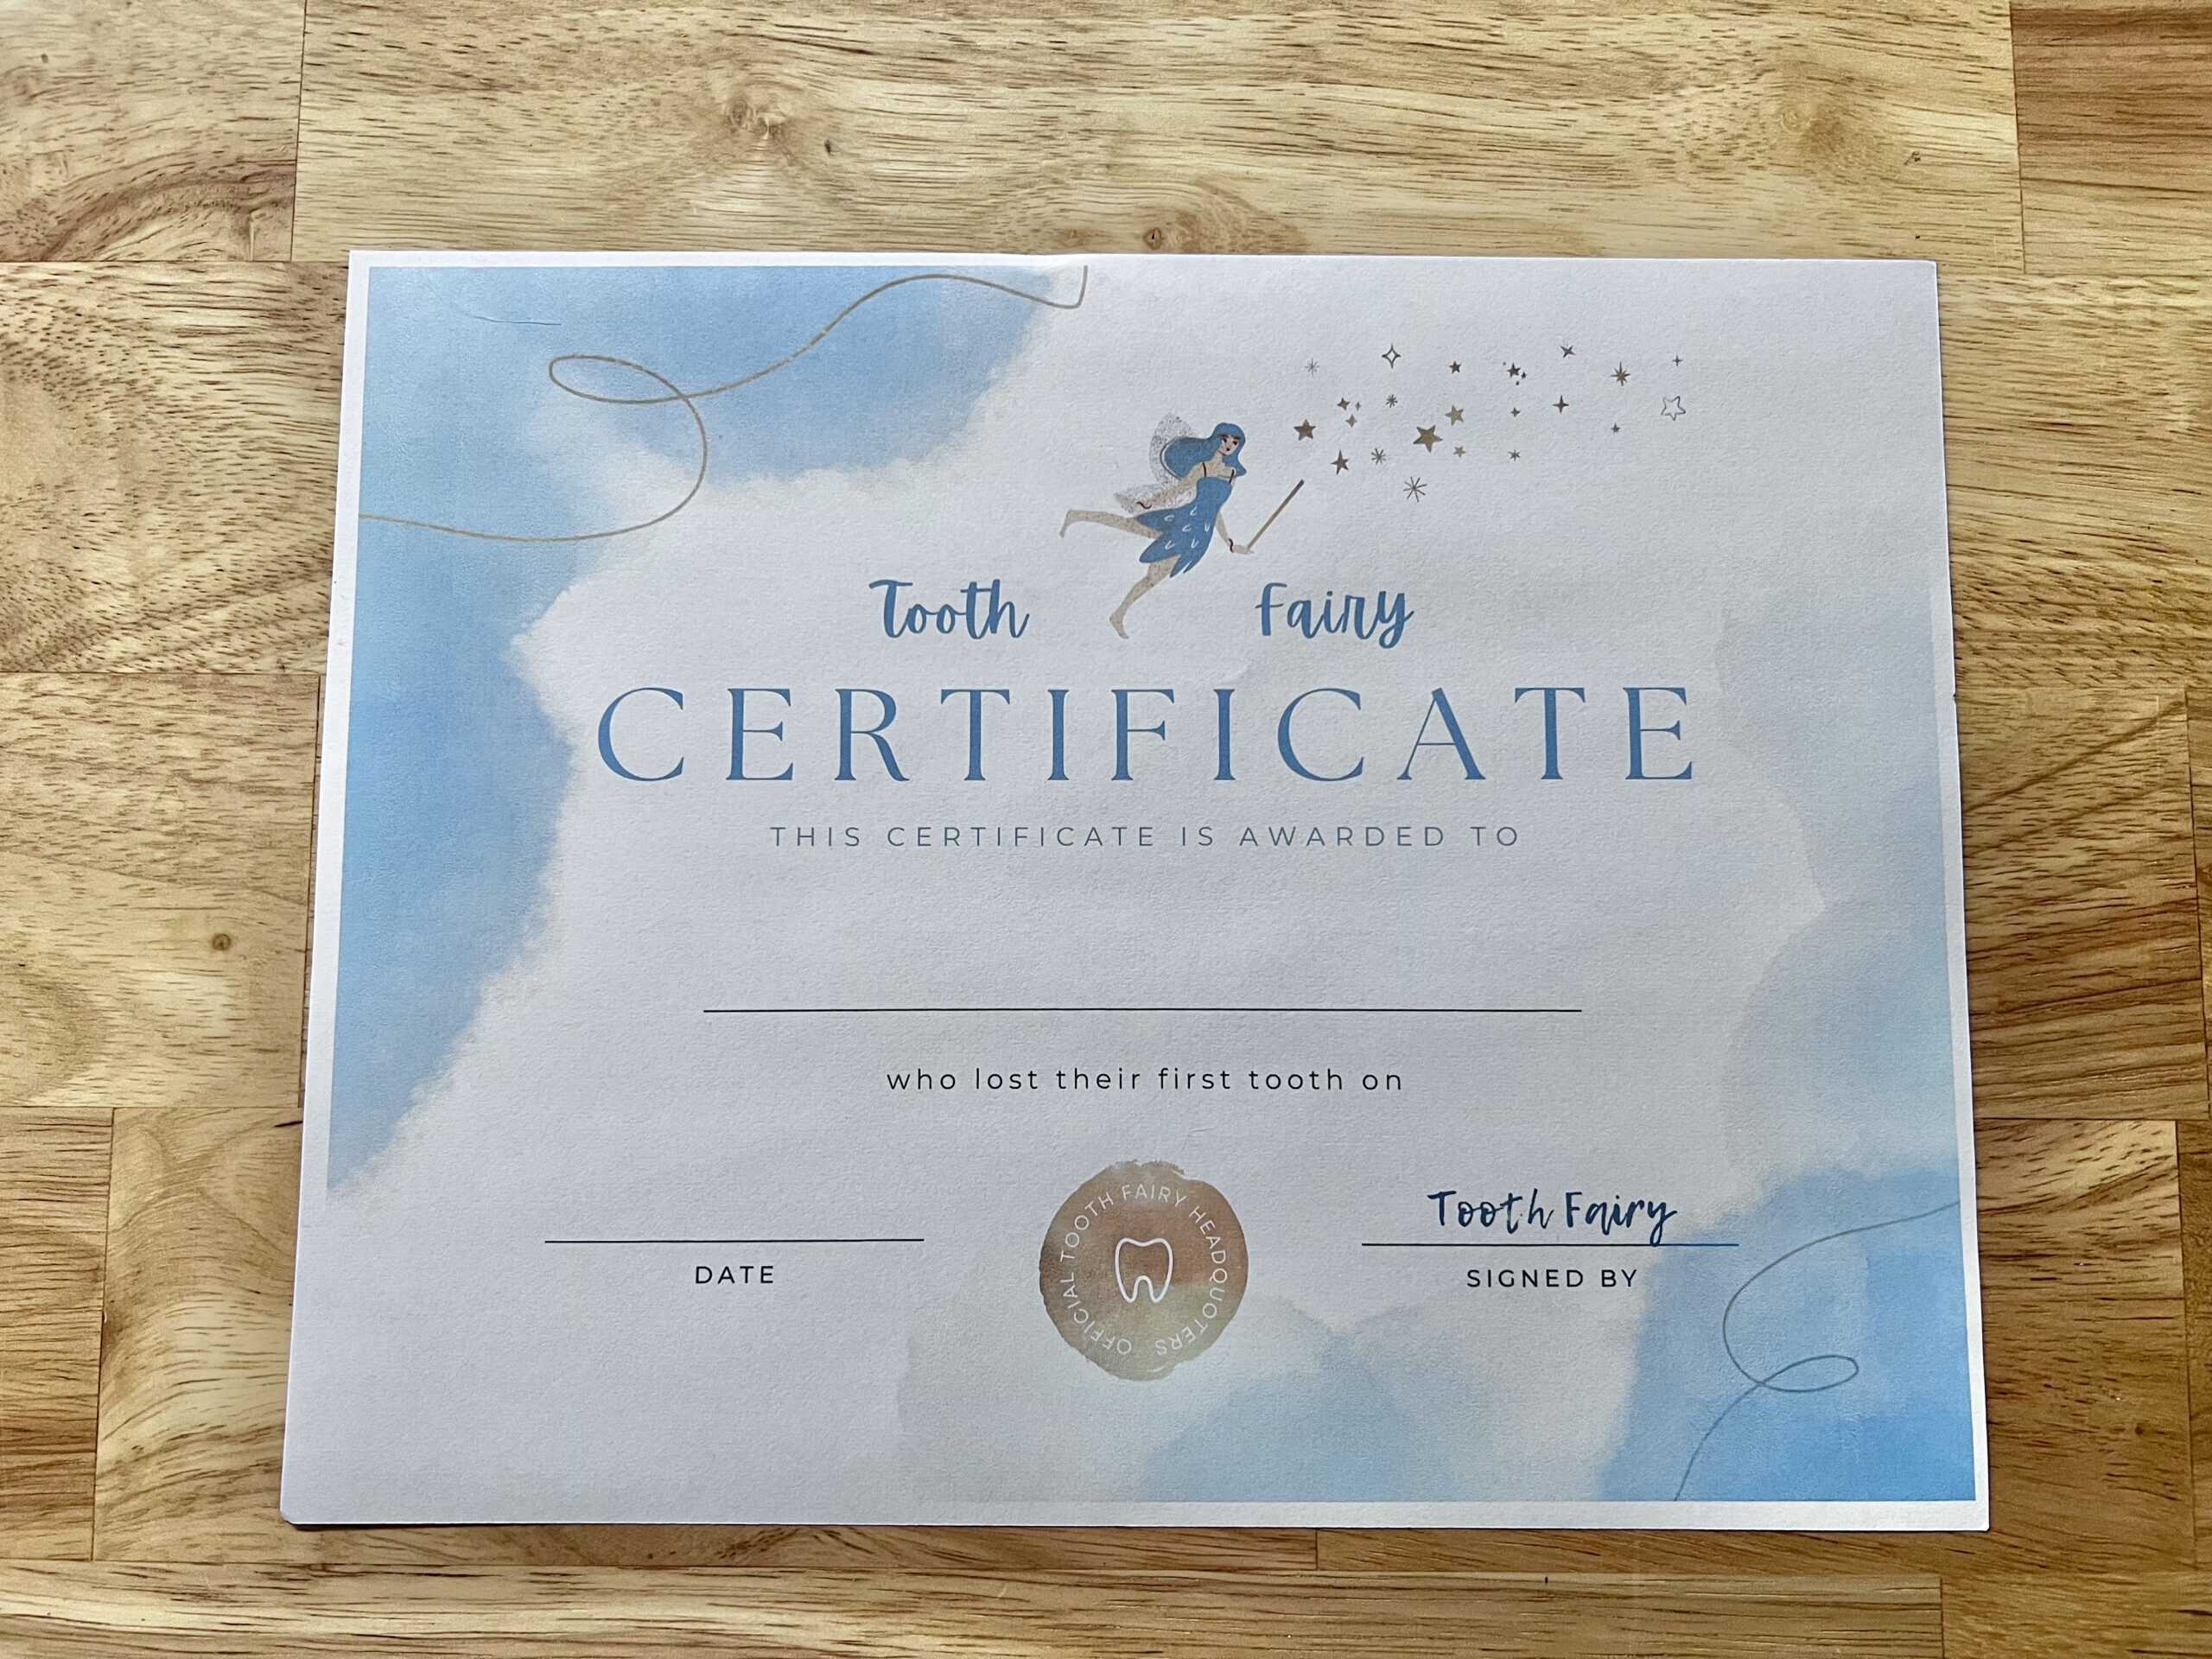 Tooth Fairy
CERTIFICATE
THIS CERTIFICATE IS AWARDED TO
who lost their first tooth on
DATE
OFFICIAL TOOTH FAIRY HEADQUOTERS
Tooth Fairy
SIGNED BY